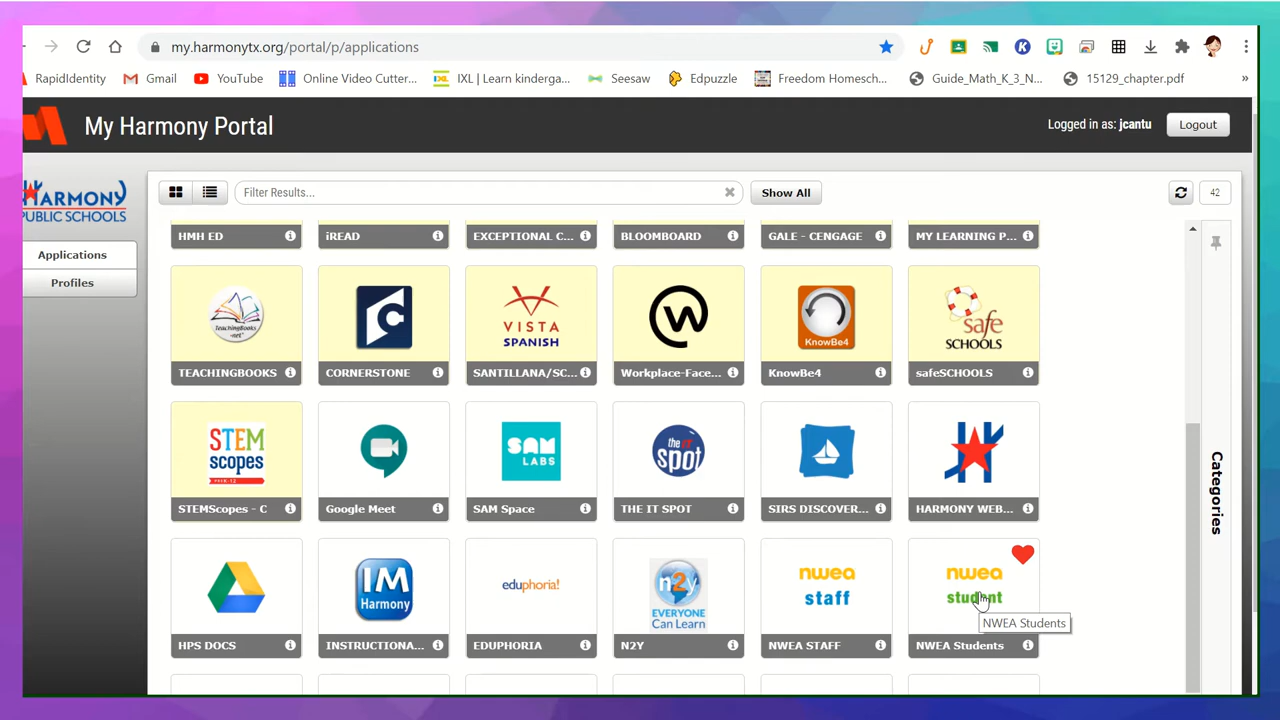 my.harmonytx.org/portal/p/applications
RapidIdentity Gmail YouTube Online Video Cutter... IXL | Learn kinderga... Seesaw Edpuzzle Freedom Homesch... Guide_Math_K_3_N... 15129_chapter.pdf »
My Harmony Portal
Logged in as: jcantu Logout
HARMONY
PUBLIC SCHOOLS
Applications
Profiles
Filter Results... Show All 42
HMH ED iREAD EXCEPTIONAL C... BLOOMBOARD GALE - CENGAGE MY LEARNING P...
TeachingBooks.net
C
VISTA
SPANISH
W
KnowBe4
safe
SCHOOLS
TEACHINGBOOKS CORNERSTONE SANTILLANA/SC... Workplace-Face... KnowBe4 safeSCHOOLS
STEM
scopes
PREK-12
SAM
LABS
the IT
spot
STEMScopes - C Google Meet SAM Space THE IT SPOT SIRS DISCOVER... HARMONY WEB...
Categories
IM
Harmony
eduphoria!
n2y
EVERYONE
Can Learn
nwea
staff
nwea
student
NWEA Students
HPS DOCS INSTRUCTIONA... EDUPHORIA N2Y NWEA STAFF NWEA Students